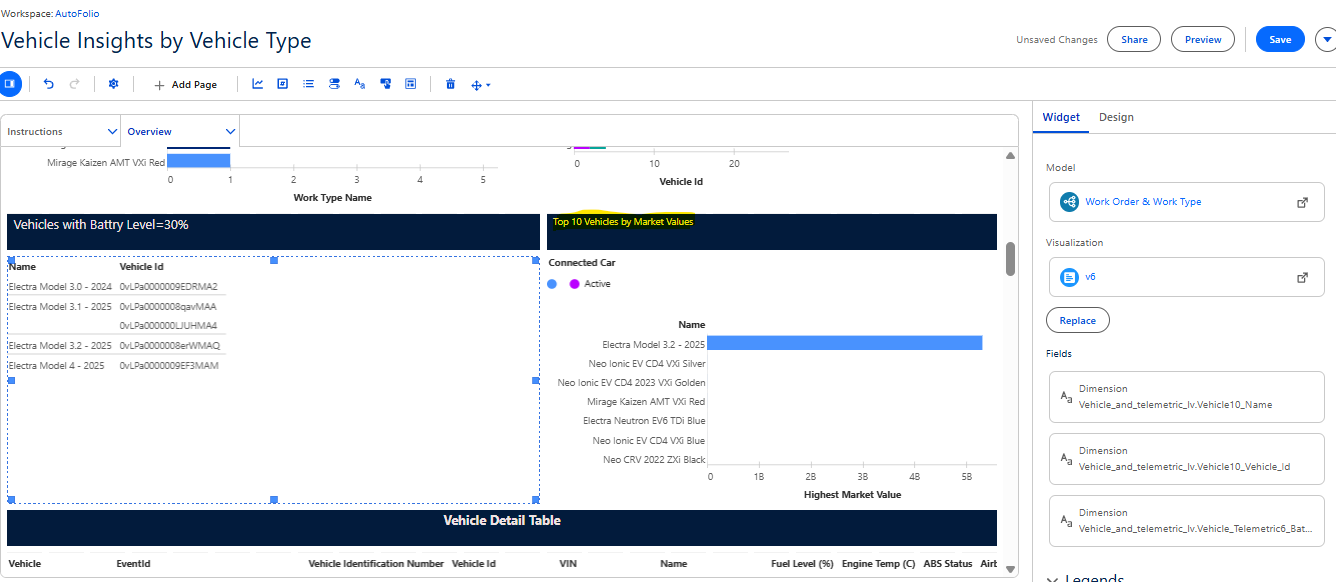 Workspace: AutoFolio
Vehicle Insights by Vehicle Type
Unsaved Changes Share Preview Save
Add Page
Instructions Overview
Mirage Kaizen AMT VXi Red
0 1 2 3 4 5
Work Type Name
0 10 20
Vehicle Id
Vehicles with Battry Level=30%
Top 10 Vehicles by Market Values
Name Vehicle Id
Electra Model 3.0 - 2024 0vLPa0000009EDRMA2
Electra Model 3.1 - 2025 0vLPa0000008qavMAA
0vLPa000000LJUHMA4
Electra Model 3.2 - 2025 0vLPa0000008erWMAQ
Electra Model 4 - 2025 0vLPa0000009EF3MAM
Connected Car
Active
Name
Electra Model 3.2 - 2025
Neo Ionic EV CD4 VXi Silver
Neo Ionic EV CD4 2023 VXi Golden
Mirage Kaizen AMT VXi Red
Electra Neutron EV6 TDi Blue
Neo Ionic EV CD4 VXi Blue
Neo CRV 2022 ZXi Black
0 1B 2B 3B 4B 5B
Highest Market Value
Vehicle Detail Table
Vehicle EventId Vehicle Identification Number Vehicle Id VIN Name Fuel Level (%) Engine Temp (C) ABS Status Airt
Widget Design
Model
Work Order & Work Type
Visualization
v6
Replace
Fields
Dimension
Vehicle_and_telemetric_lv.Vehicle10_Name
Dimension
Vehicle_and_telemetric_lv.Vehicle10_Vehicle_Id
Dimension
Vehicle_and_telemetric_lv.Vehicle_Telemetric6_Bat...
Legends